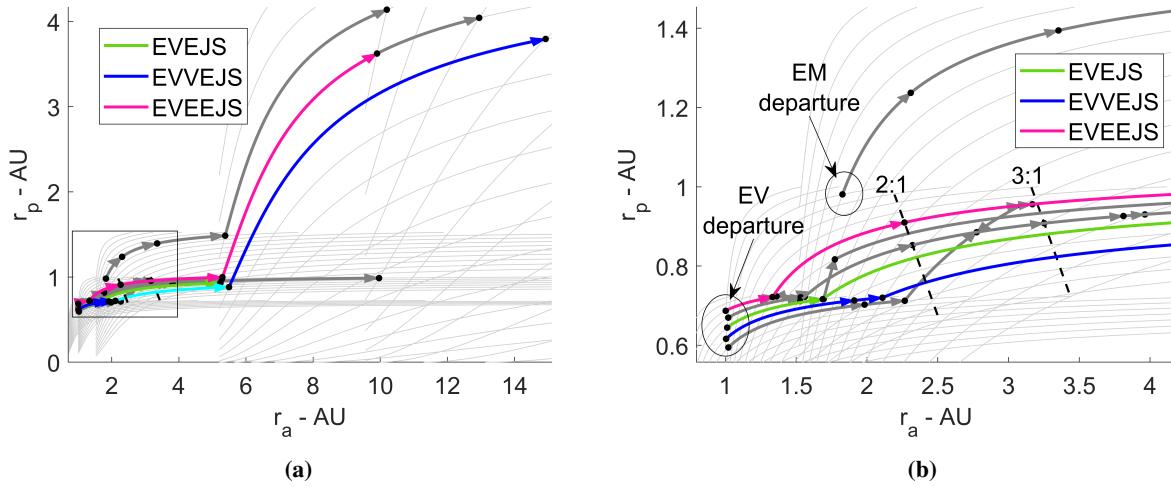 4
3
2
1
0
r_p - AU
EVEJS
EVVEJS
EVEEJS
2 4 6 8 10 12 14
r_a - AU
(a)
1.4
1.2
1
0.8
0.6
r_p - AU
EM
departure
EV
departure
2:1
3:1
EVEJS
EVVEJS
EVEEJS
1 1.5 2 2.5 3 3.5 4
r_a - AU
(b)